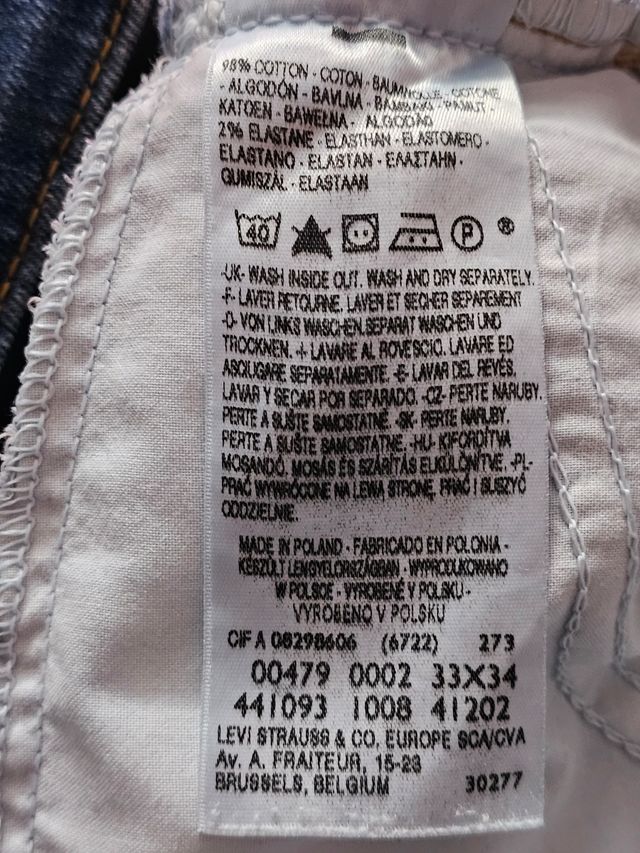 98% COTTON - COTON - BAUMWOLLE - COTONE
- ALGODÓN - BAVLNA - BAMBAKI - PAMUT -
KATOEN - BAWEŁNA - ALGODAO
2% ELASTANE - ELASTHAN - ELASTOMERO -
ELASTANO - ELASTAN - ΕΛΑΣΤΑΗΝ -
GUMISZÁL - ELASTAAN
40 P ®
-UK- WASH INSIDE OUT. WASH AND DRY SEPARATELY.
-F- LAVER RETOURNE. LAVER ET SECHER SEPAREMENT
-D- VON LINKS WASCHEN.SEPARAT WASCHEN UND
TROCKNEN. -I- LAVARE AL ROVESCIO. LAVARE ED
ASCIUGARE SEPARATAMENTE. -E- LAVAR DEL REVÉS.
LAVAR Y SECAR POR SEPARADO. -CZ- PERTE NARUBY.
PERTE A SUŠTE SAMOSTATNĚ. -SK- PERTE NARUBY.
PERTE A SUŠTE SAMOSTATNE. -HU- KIFORDÍTVA
MOSANDÓ. MOSÁS ÉS SZÁRÍTÁS ELKÜLÖNÍTVE. -PL-
PRAĆ WYWRÓCONE NA LEWĄ STRONĘ. PRAĆ I SUSZYĆ
ODDZIELNIE.
MADE IN POLAND - FABRICADO EN POLONIA -
KÉSZÜLT LENGYELORSZÁGBAN - WYPRODUKOWANO
W POLSCE - VYROBENÉ V POLSKU -
VYROBENO V POLSKU
CIF A 08298606 (6722) 273
00479 0002 33X34
441093 1008 41202
LEVI STRAUSS & CO. EUROPE SCA/CVA
Av. A. FRAITEUR, 15-23
BRUSSELS, BELGIUM 30277